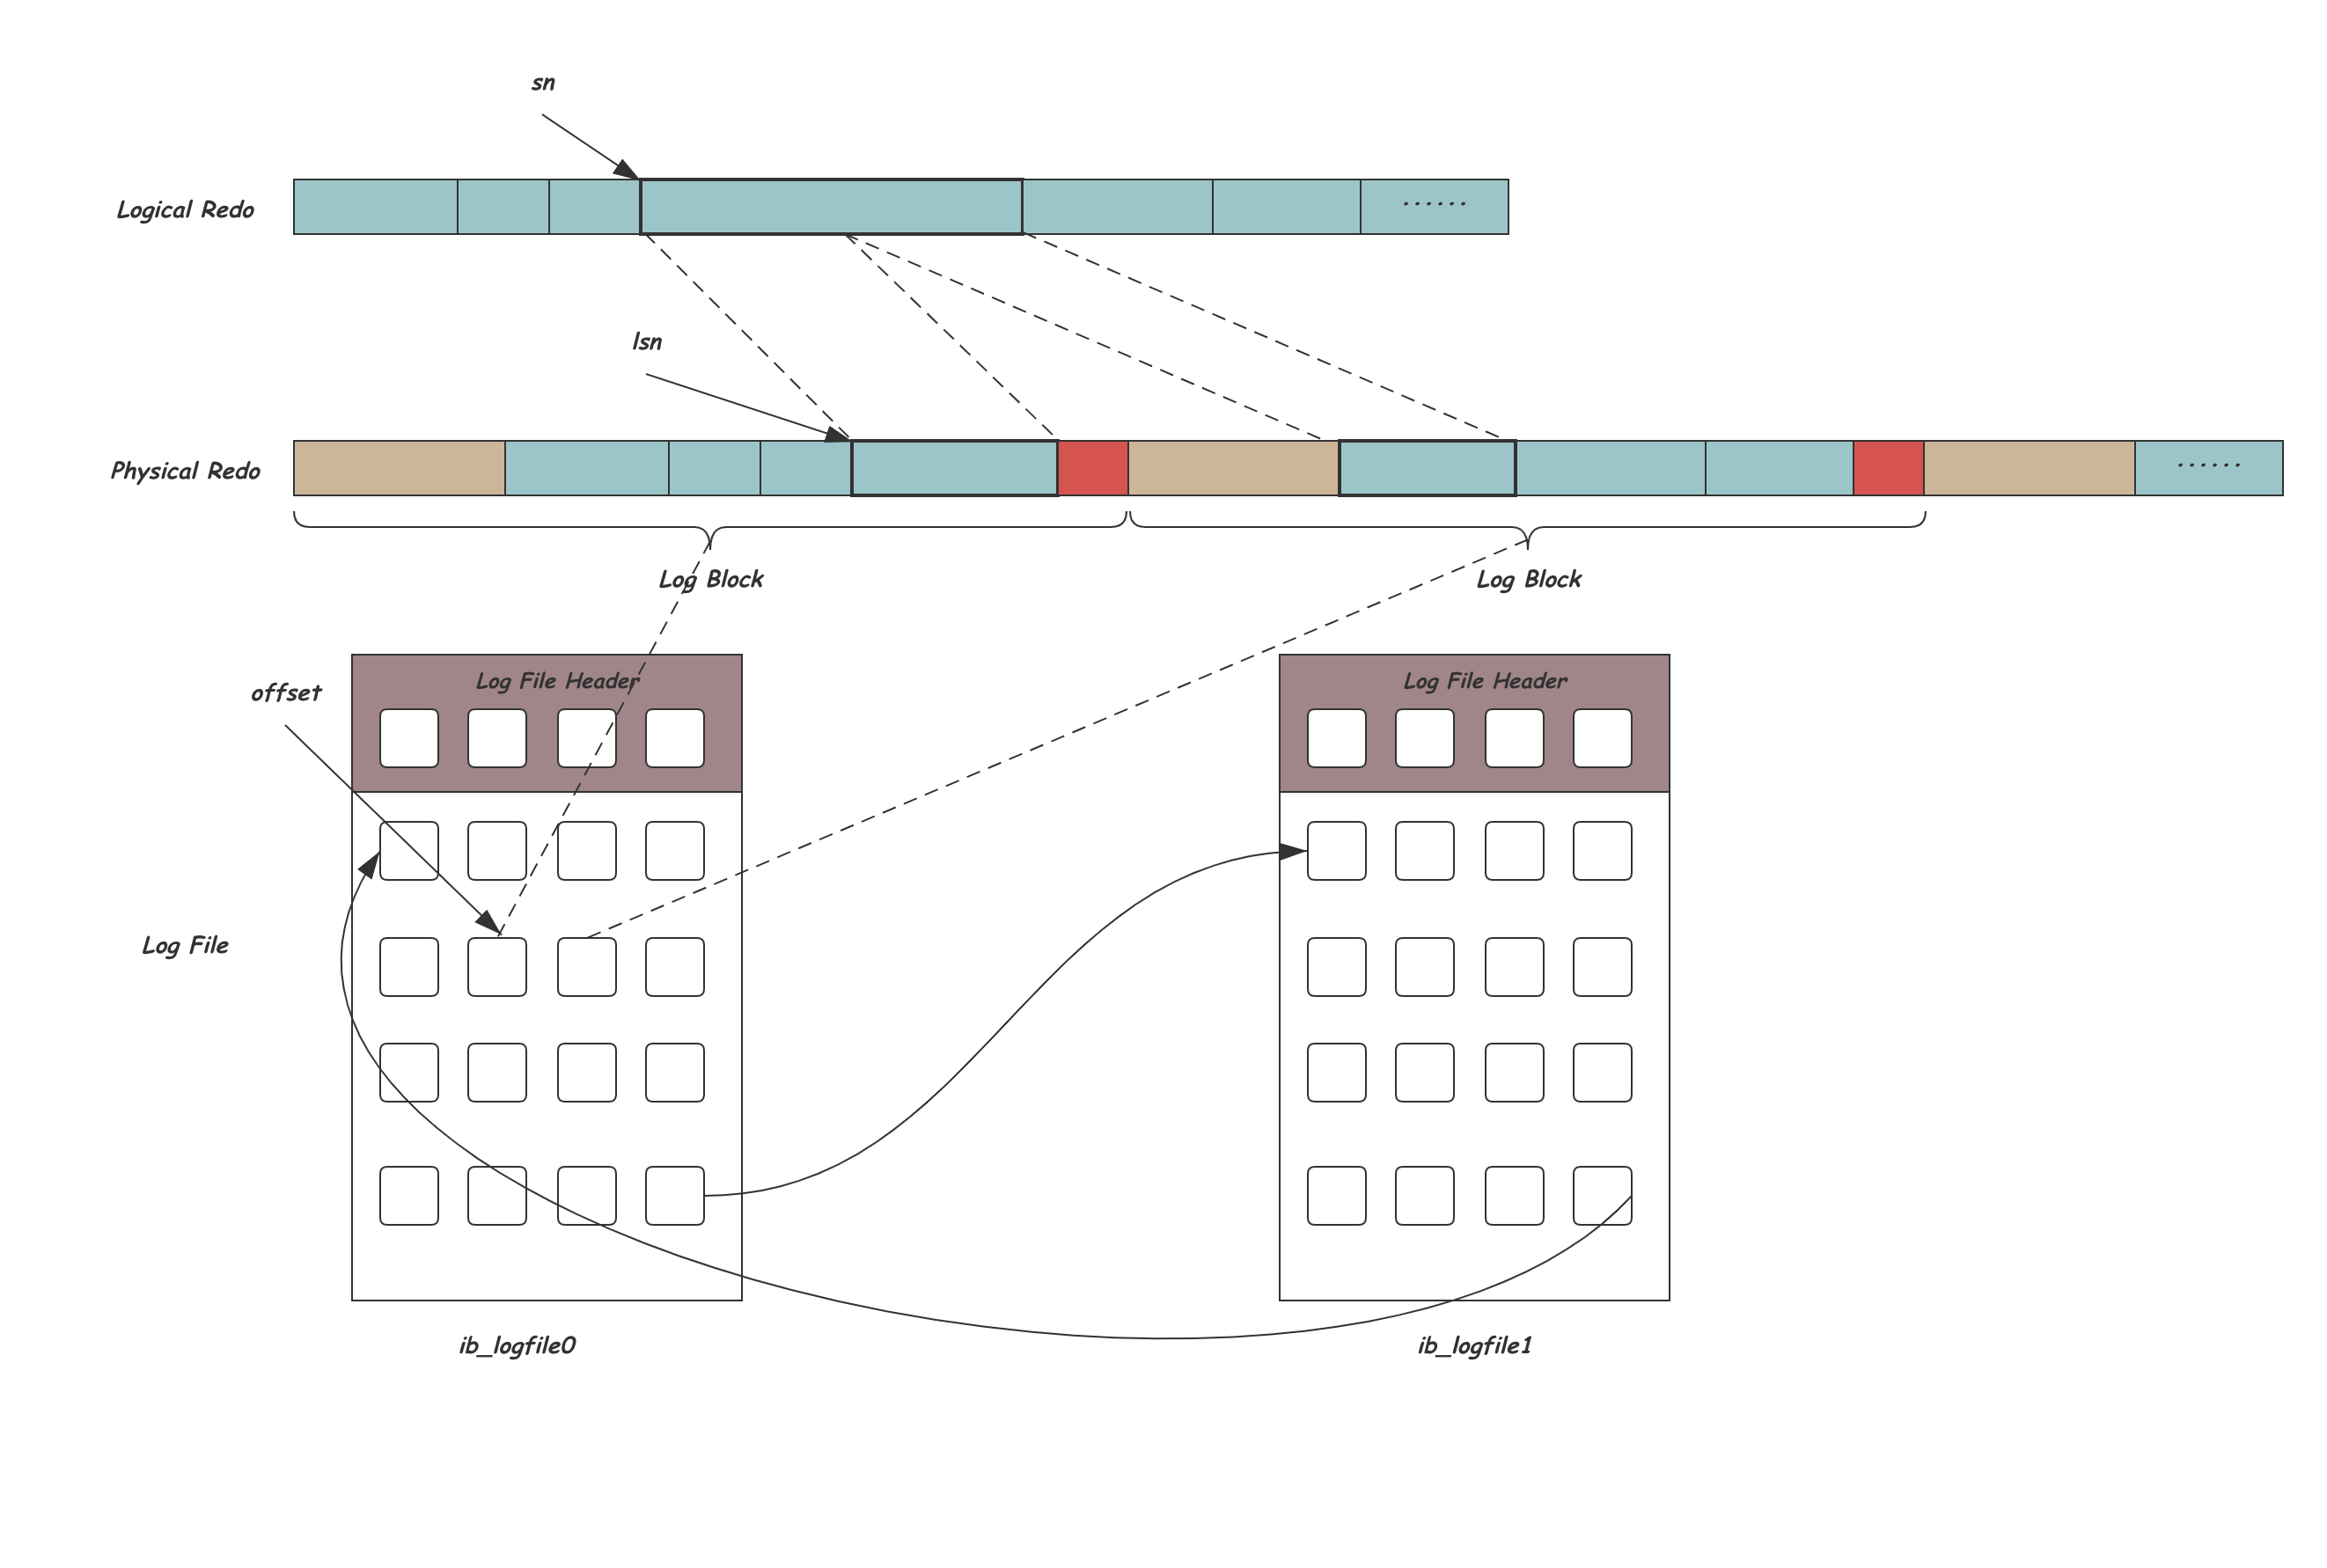 sn
Logical Redo
······
lsn
Physical Redo
······
Log Block
Log Block
Log File Header
Log File Header
offset
Log File
ib_logfile0
ib_logfile1